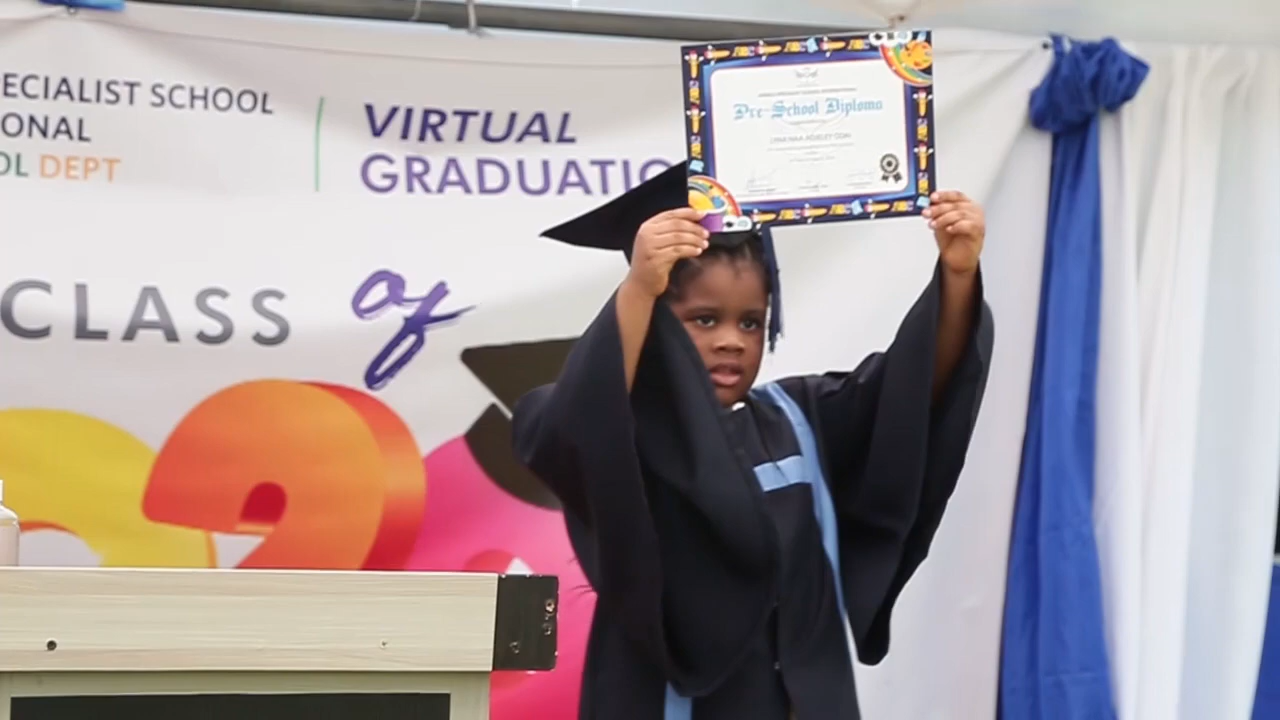 ECIALIST SCHOOL
ONAL
OL DEPT
VIRTUAL
GRADUATIO
CLASS of
Pre School Diploma